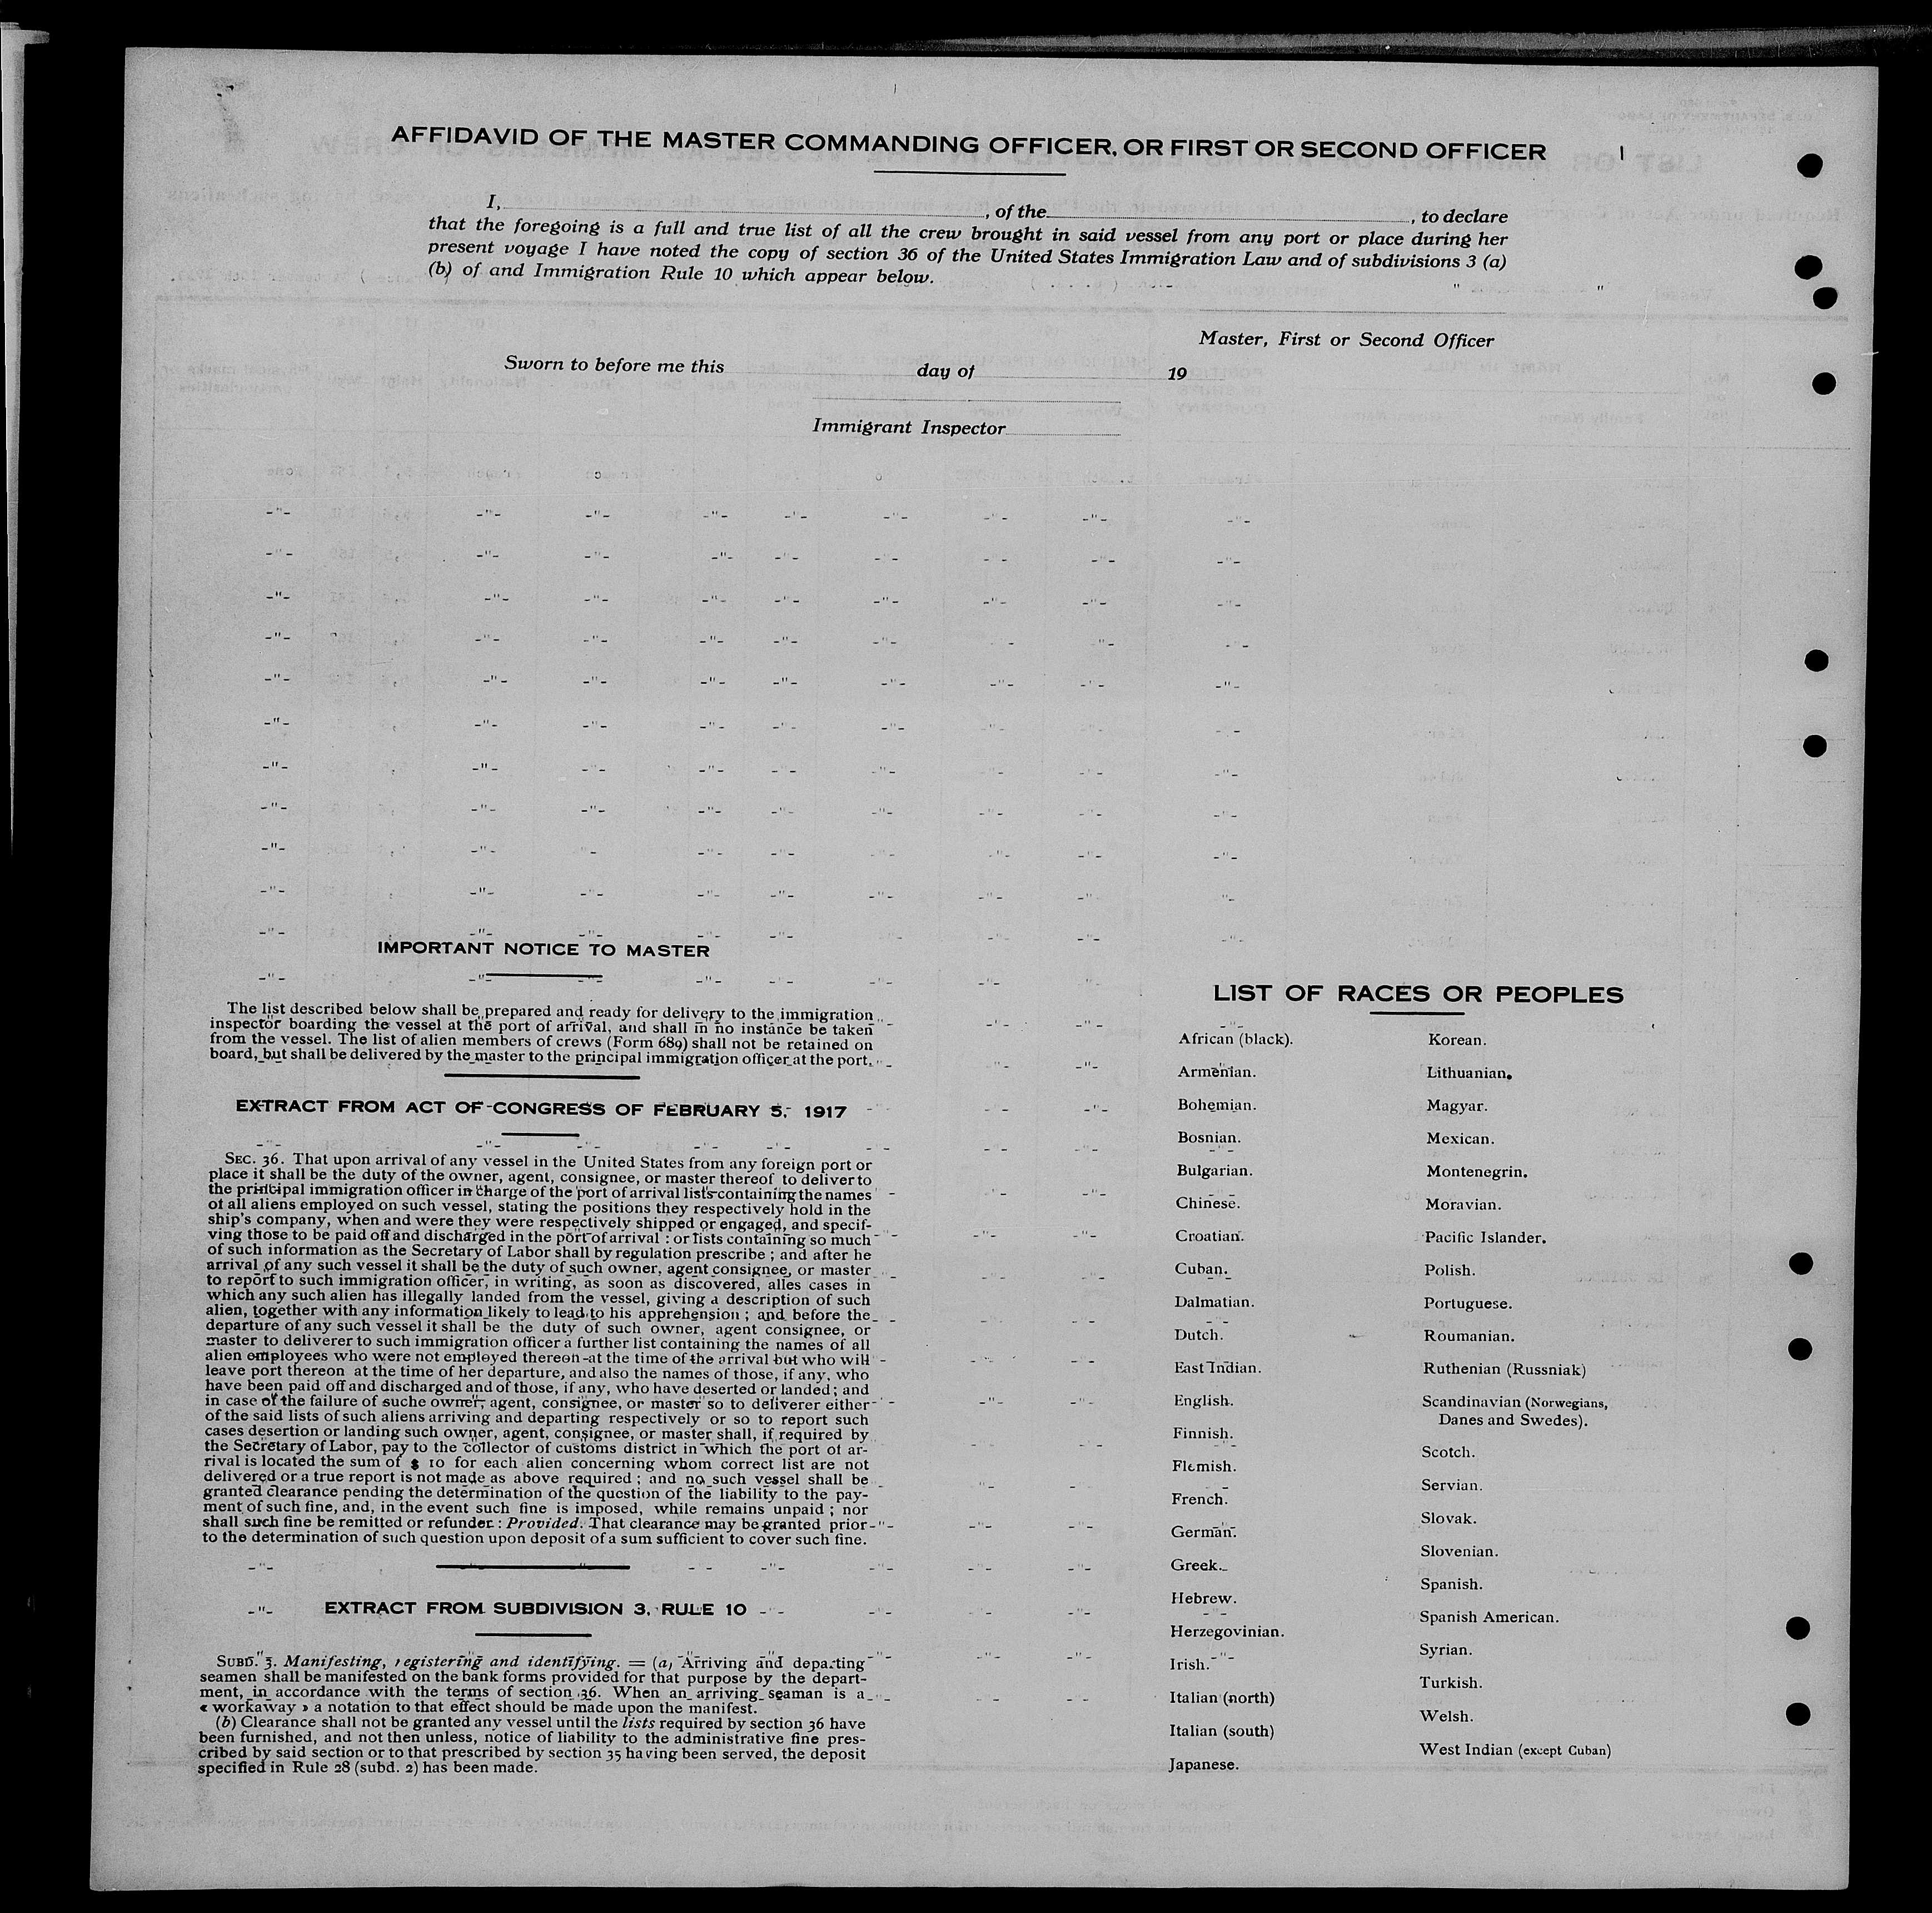 AFFIDAVID OF THE MASTER COMMANDING OFFICER, OR FIRST OR SECOND OFFICER
I, , of the , to declare
that the foregoing is a full and true list of all the crew brought in said vessel from any port or place during her
present voyage I have noted the copy of section 36 of the United States Immigration Law and of subdivisions 3 (a)
(b) of and Immigration Rule 10 which appear below.
Master, First or Second Officer
Sworn to before me this day of 19
Immigrant Inspector
IMPORTANT NOTICE TO MASTER
The list described below shall be prepared and ready for delivery to the immigration
inspector boarding the vessel at the port of arrival, and shall in no instance be taken
from the vessel. The list of alien members of crews (Form 689) shall not be retained on
board, but shall be delivered by the master to the principal immigration officer at the port.
EXTRACT FROM ACT OF CONGRESS OF FEBRUARY 5, 1917
SEC. 36. That upon arrival of any vessel in the United States from any foreign port or
place it shall be the duty of the owner, agent, consignee, or master thereof to deliver to
the principal immigration officer in charge of the port of arrival lists containing the names
of all aliens employed on such vessel, stating the positions they respectively hold in the
ship's company, when and were they were respectively shipped or engaged, and specif-
ving those to be paid off and discharged in the port of arrival : or lists containing so much
of such information as the Secretary of Labor shall by regulation prescribe ; and after he
arrival of any such vessel it shall be the duty of such owner, agent consignee, or master
to report to such immigration officer, in writing, as soon as discovered, alles cases in
which any such alien has illegally landed from the vessel, giving a description of such
alien, together with any information likely to lead to his apprehension ; and before the
departure of any such vessel it shall be the duty of such owner, agent consignee, or
master to deliverer to such immigration officer a further list containing the names of all
alien employees who were not employed thereon at the time of the arrival but who will
leave port thereon at the time of her departure, and also the names of those, if any, who
have been paid off and discharged and of those, if any, who have deserted or landed ; and
in case of the failure of suche owner, agent, consignee, or master so to deliverer either
of the said lists of such aliens arriving and departing respectively or so to report such
cases desertion or landing such owner, agent, consignee, or master shall, if required by
the Secretary of Labor, pay to the collector of customs district in which the port of ar-
rival is located the sum of $ 10 for each alien concerning whom correct list are not
delivered or a true report is not made as above required ; and no such vessel shall be
granted clearance pending the determination of the question of the liability to the pay-
ment of such fine, and, in the event such fine is imposed, while remains unpaid ; nor
shall such fine be remitted or refunder : Provided. That clearance may be granted prior
to the determination of such question upon deposit of a sum sufficient to cover such fine.
EXTRACT FROM SUBDIVISION 3, RULE 10
SUBD. 3. Manifesting, registering and identifying. = (a) Arriving and departing
seamen shall be manifested on the bank forms provided for that purpose by the depart-
ment, in accordance with the terms of section 36. When an arriving seaman is a
« workaway » a notation to that effect should be made upon the manifest.
(b) Clearance shall not be granted any vessel until the lists required by section 36 have
been furnished, and not then unless, notice of liability to the administrative fine pres-
cribed by said section or to that prescribed by section 35 having been served, the deposit
specified in Rule 28 (subd. 2) has been made.
LIST OF RACES OR PEOPLES
African (black).
Armenian.
Bohemian.
Bosnian.
Bulgarian.
Chinese.
Croatian.
Cuban.
Dalmatian.
Dutch.
East Indian.
English.
Finnish.
Flemish.
French.
German.
Greek.
Hebrew.
Herzegovinian.
Irish.
Italian (north)
Italian (south)
Japanese.
Korean.
Lithuanian.
Magyar.
Mexican.
Montenegrin.
Moravian.
Pacific Islander.
Polish.
Portuguese.
Roumanian.
Ruthenian (Russniak)
Scandinavian (Norwegians,
Danes and Swedes).
Scotch.
Servian.
Slovak.
Slovenian.
Spanish.
Spanish American.
Syrian.
Turkish.
Welsh.
West Indian (except Cuban)